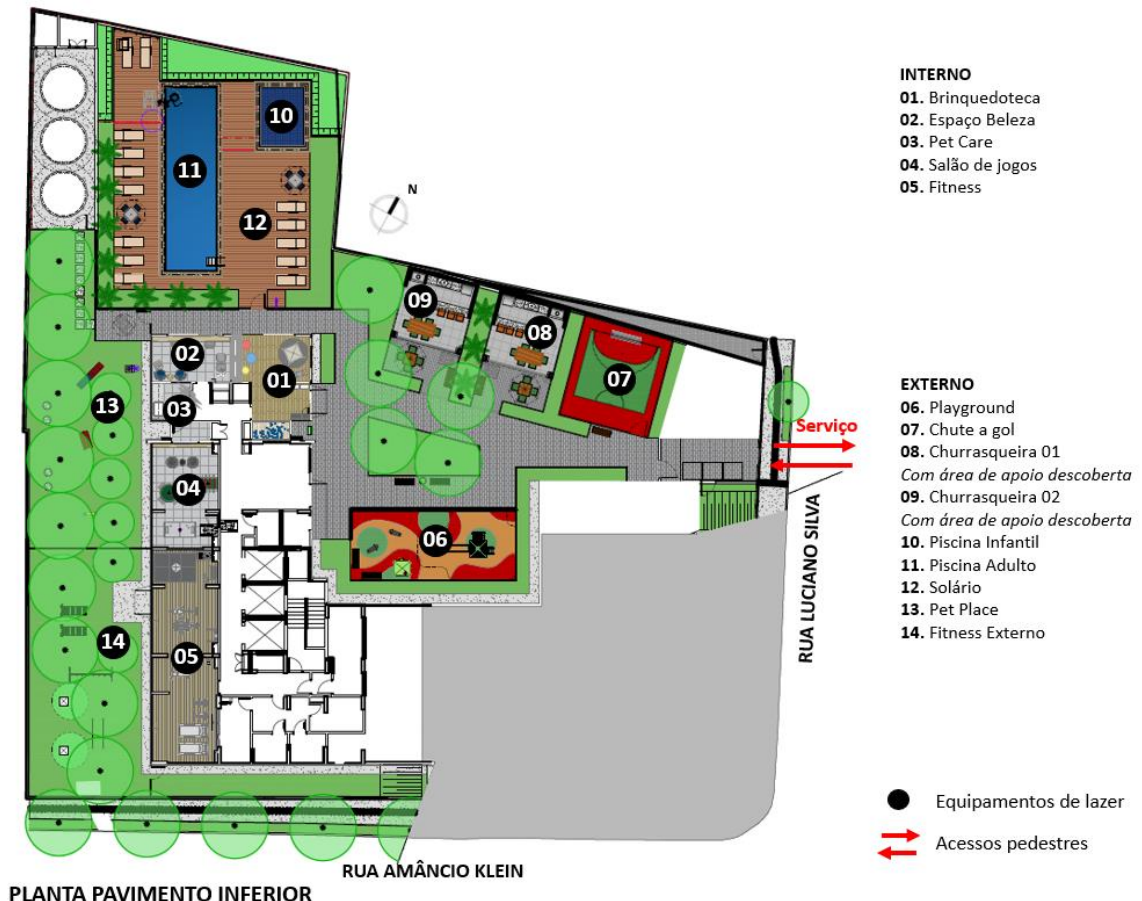 INTERNO
01. Brinquedoteca
02. Espaço Beleza
03. Pet Care
04. Salão de jogos
05. Fitness
EXTERNO
06. Playground
07. Chute a gol
08. Churrasqueira 01
Com área de apoio descoberta
09. Churrasqueira 02
Com área de apoio descoberta
10. Piscina Infantil
11. Piscina Adulto
12. Solário
13. Pet Place
14. Fitness Externo
Equipamentos de lazer
Acessos pedestres
N
10
11
12
09
08
07
Serviço
02
01
03
13
04
06
05
14
RUA LUCIANO SILVA
RUA AMÂNCIO KLEIN
PLANTA PAVIMENTO INFERIOR